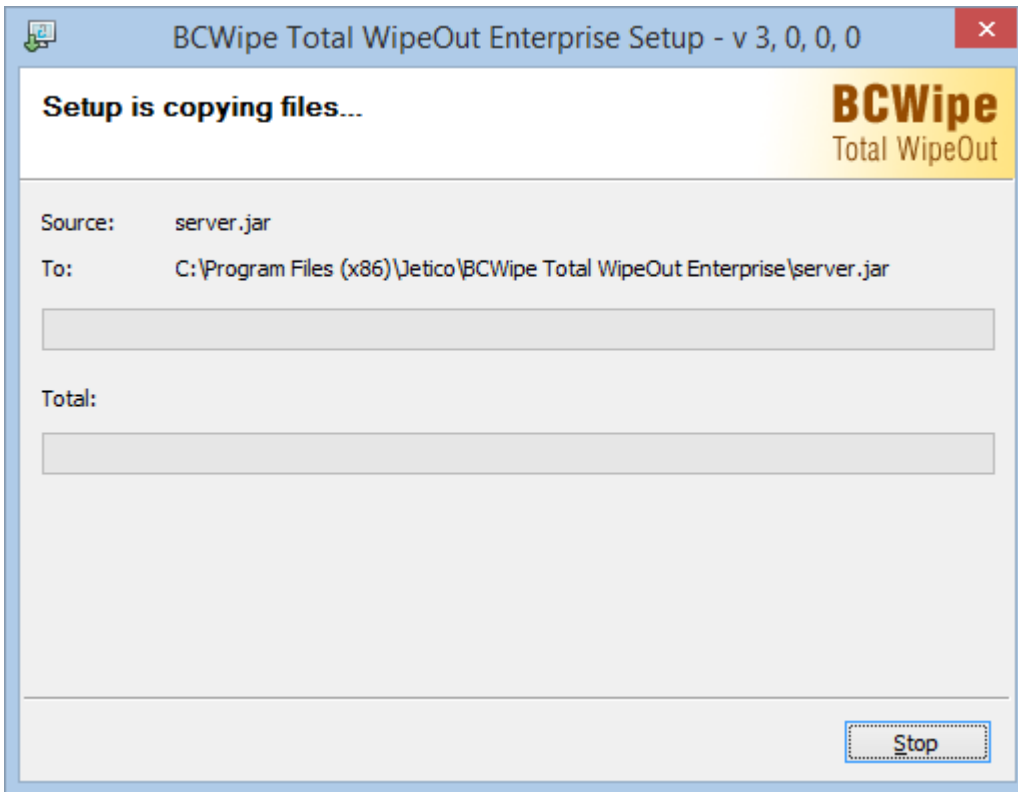 BCWipe Total WipeOut Enterprise Setup - v 3, 0, 0, 0
Setup is copying files...
BCWipe
Total WipeOut
Source: server.jar
To: C:\Program Files (x86)\Jetico\BCWipe Total WipeOut Enterprise\server.jar
Total:
Stop